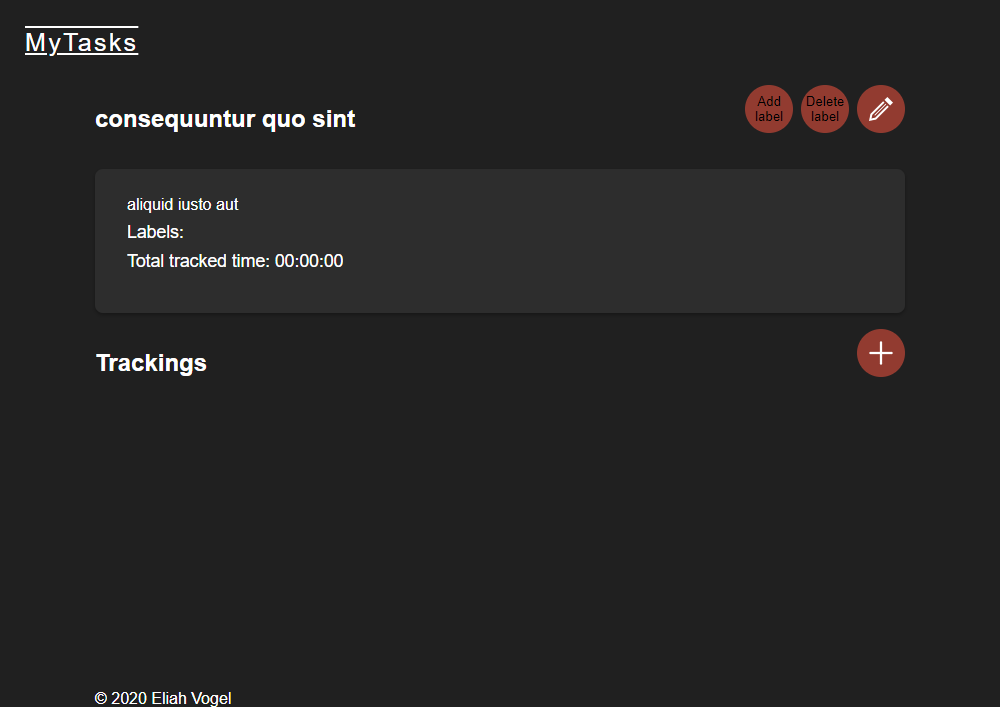 MyTasks
consequuntur quo sint
Add
label
Delete
label
aliquid iusto aut
Labels:
Total tracked time: 00:00:00
Trackings
© 2020 Eliah Vogel